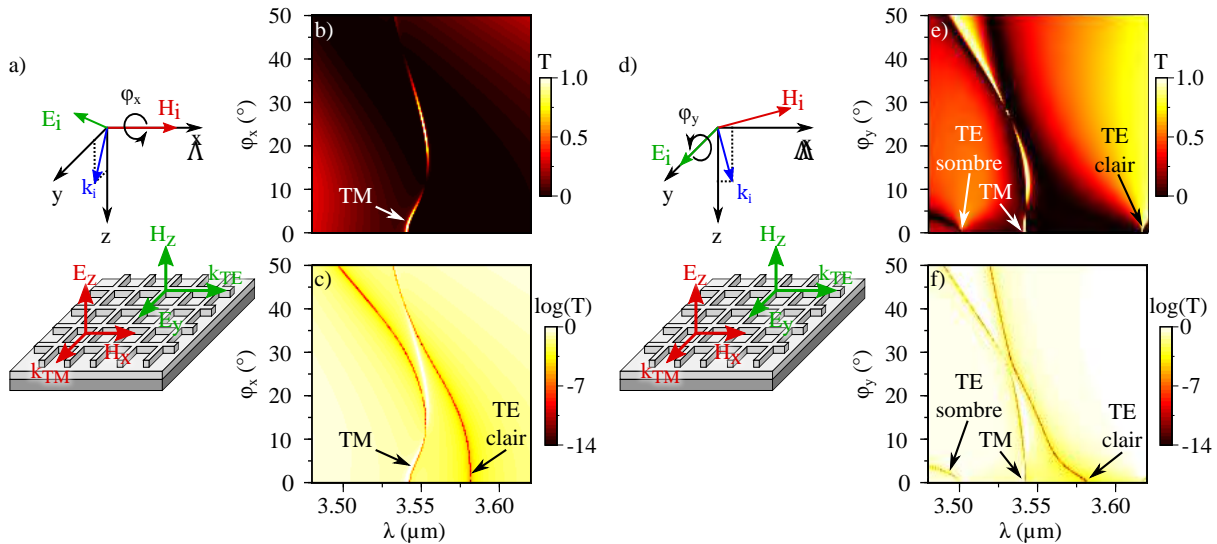 a)
φx
Ei
Hi
x
Λ
y
ki
z
Hz
Ez
kTE
Ey
Hx
kTM
b)
φx (°)
50
40
30
20
10
0
TM
T
1.0
0.5
0
c)
φx (°)
50
40
30
20
10
0
TM
TE
clair
log(T)
0
-7
-14
3.50
3.55
3.60
λ (µm)
d)
φy
Hi
Ei
y
ki
z
Hz
Ez
kTE
Ey
Hx
kTM
e)
φy (°)
50
40
30
20
10
0
TE
sombre
TM
TE
clair
T
1.0
0.5
0
f)
φy (°)
50
40
30
20
10
0
TE
sombre
TM
TE
clair
log(T)
0
-7
-14
3.50
3.55
3.60
λ (µm)